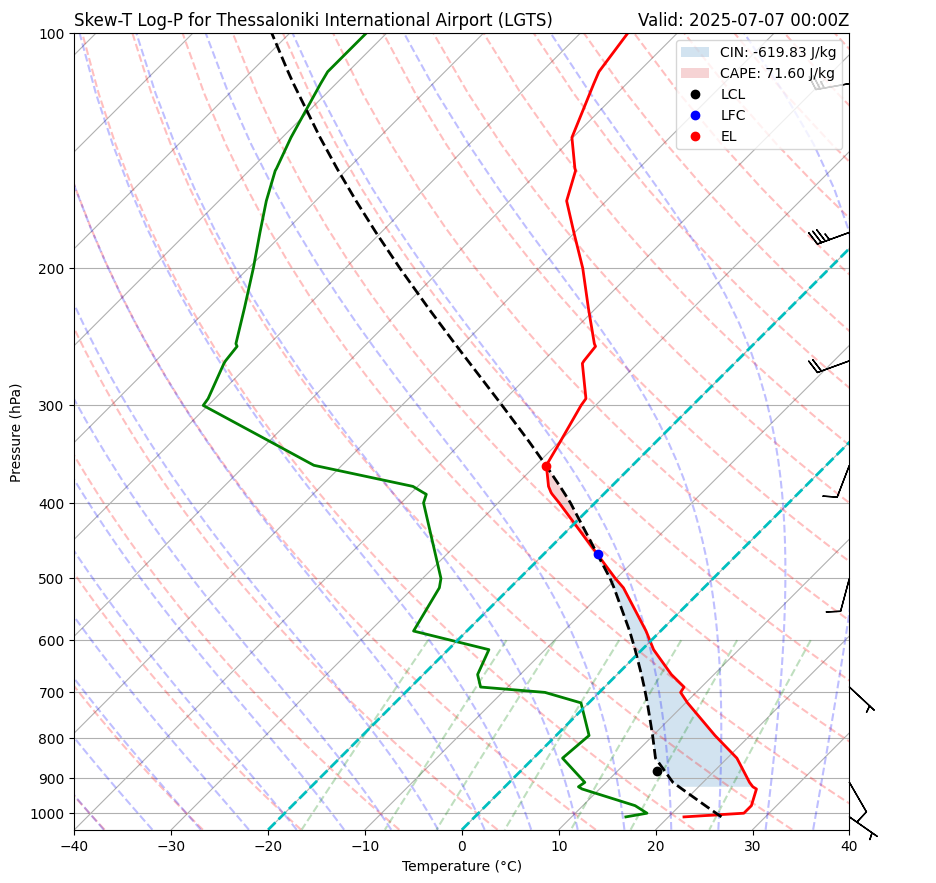 Skew-T Log-P for Thessaloniki International Airport (LGTS)
Valid: 2025-07-07 00:00Z
CIN: -619.83 J/kg
CAPE: 71.60 J/kg
LCL
LFC
EL
Pressure (hPa)
100
200
300
400
500
600
700
800
900
1000
−40
−30
−20
−10
0
10
20
30
40
Temperature (°C)